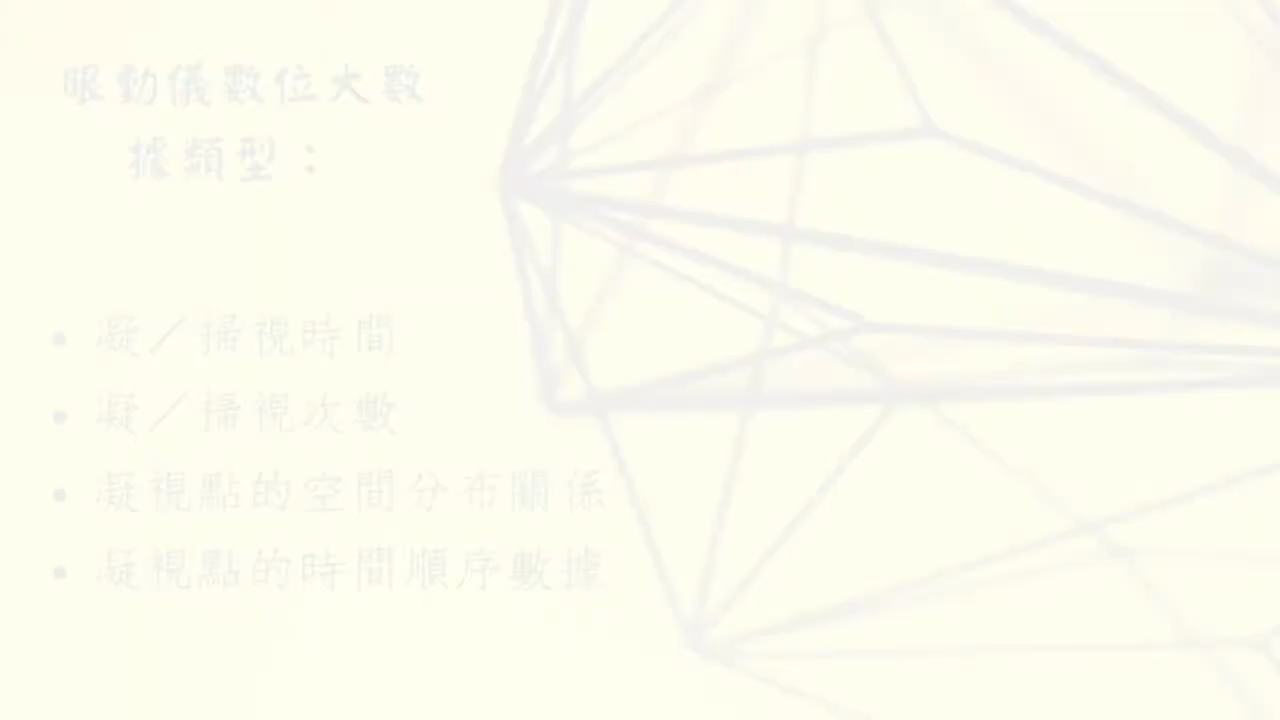 眼動儀數位大數
據類型：
• 凝／掃視時間
• 凝／掃視次數
• 凝視點的空間分布關係
• 凝視點的時間順序數據